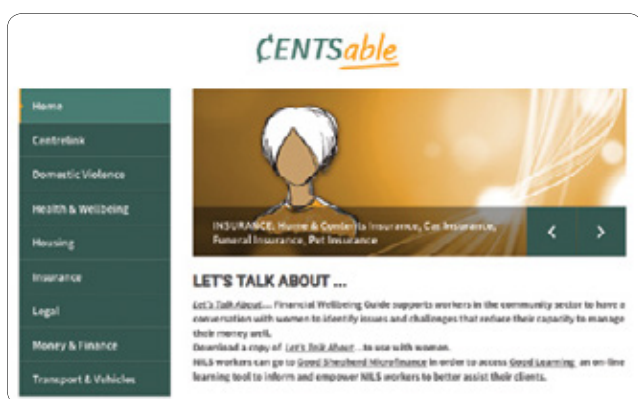 ¢ENTSable
Home
Centrelink
Domestic Violence
Health & Wellbeing
Housing
Insurance
Legal
Money & Finance
Transport & Vehicles
INSURANCE, Home & Contents Insurance, Car Insurance,
Funeral Insurance, Pet Insurance
LET'S TALK ABOUT ...
Let's Talk About.... Financial Wellbeing Guide supports workers in the community sector to have a
conversation with women to identify issues and challenges that reduce their capacity to manage
their money well.
Download a copy of Let's Talk About ... to use with women.
NILS workers can go to Good Shepherd Microfinance in order to access Good Learning an on-line
learning tool to inform and empower NILS workers to better assist their clients.